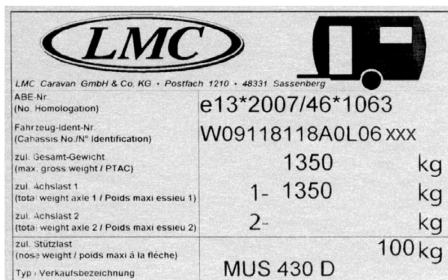 LMC
LMC Caravan GmbH & Co. KG • Postfach 1210 • 48331 Sassenberg
ABE-Nr.
(No. Homologation) e13*2007/46*1063
Fahrzeug-Ident-Nr.
(Cahassis No./N° Identification) W09118118A0L06 xxx
zul. Gesamt-Gewicht
(max. gross weight / PTAC) 1350 kg
zul. Achslast 1
(total weight axle 1 / Poids maxi essieu 1) 1- 1350 kg
zul. Achslast 2
(total weight axle 2 / Poids maxi essieu 2) 2- kg
zul. Stützlast
(nose weight / poids maxi á la fléche) 100 kg
Typ / Verkaufsbezeichnung MUS 430 D